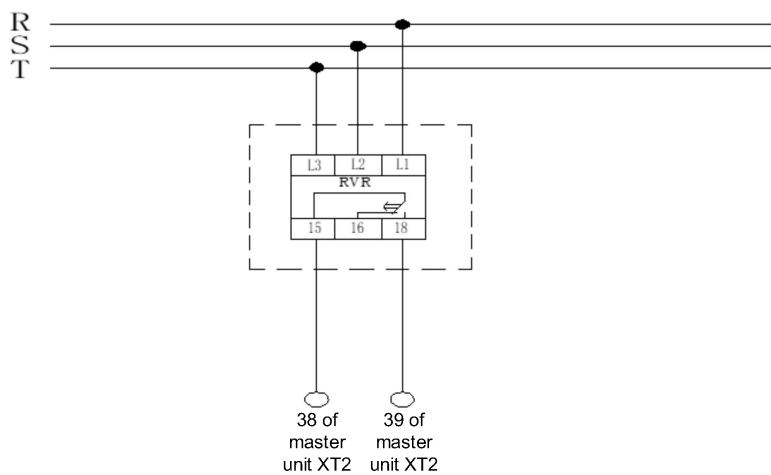 R
S
T
L3 L2 L1
RVR
15 16 18
38 of
master
unit XT2
39 of
master
unit XT2